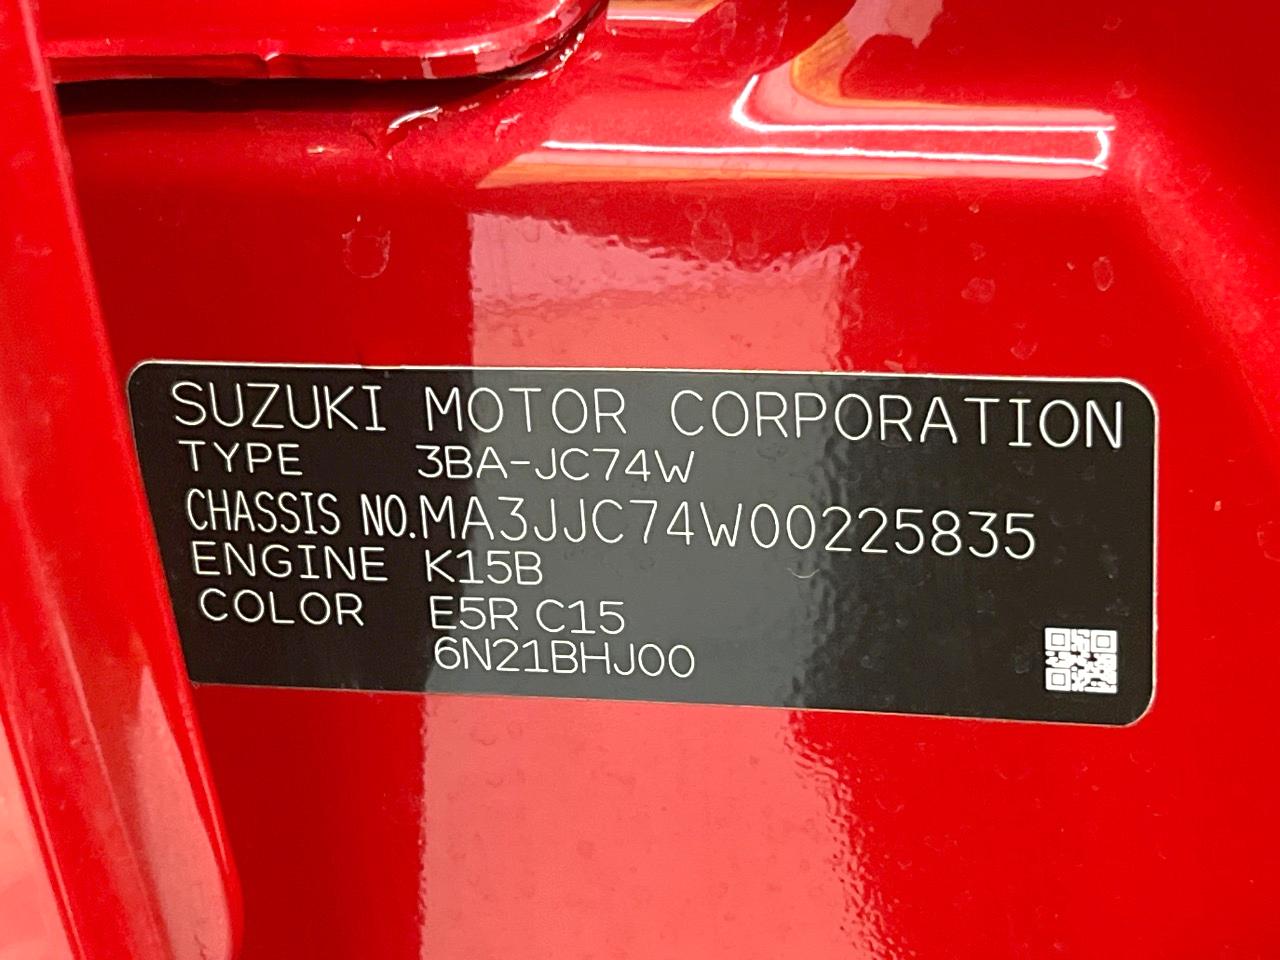 SUZUKI MOTOR CORPORATION
TYPE 3BA-JC74W
CHASSIS NO.MA3JJC74W00225835
ENGINE K15B
COLOR E5R C15
6N21BHJ00